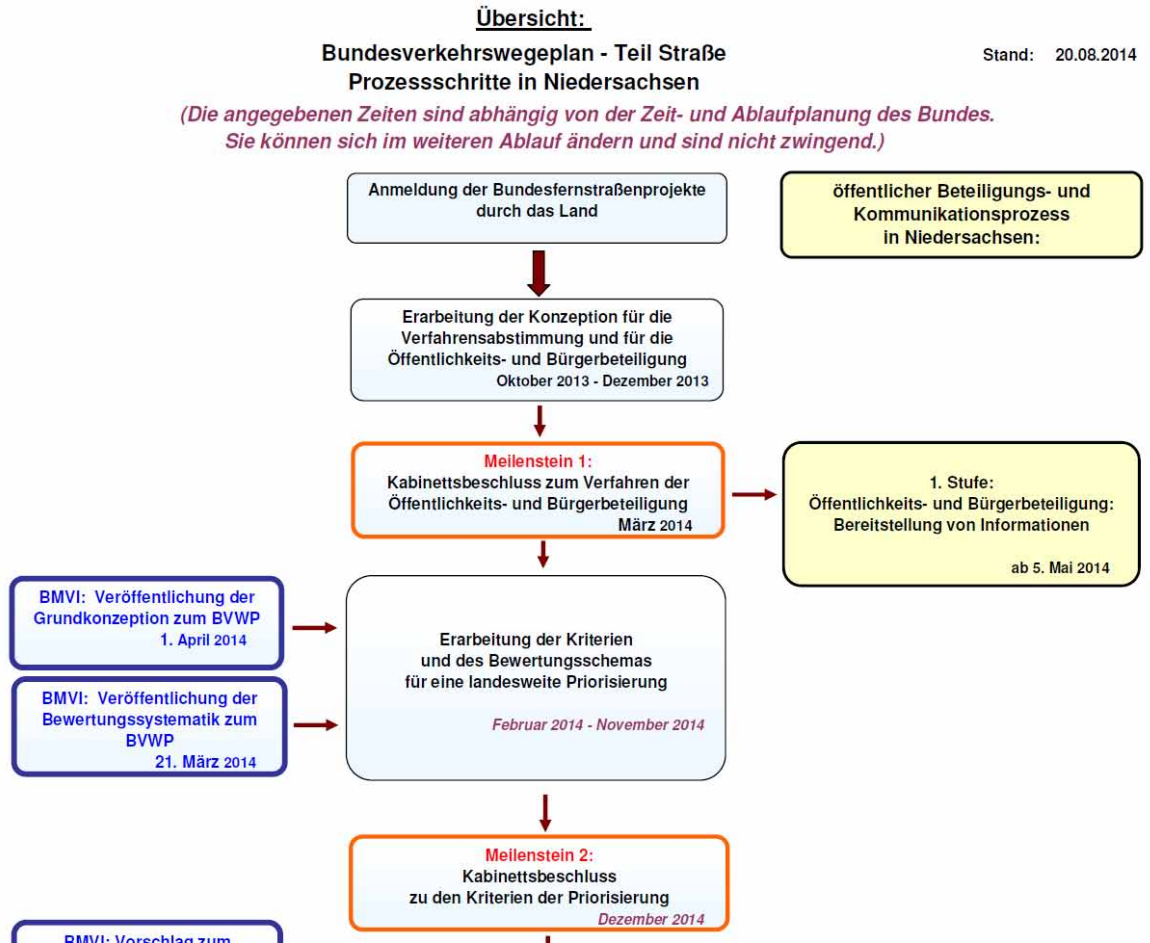 Übersicht:
Bundesverkehrswegeplan - Teil Straße
Prozessschritte in Niedersachsen
Stand: 20.08.2014
(Die angegebenen Zeiten sind abhängig von der Zeit- und Ablaufplanung des Bundes.
Sie können sich im weiteren Ablauf ändern und sind nicht zwingend.)
Anmeldung der Bundesfernstraßenprojekte
durch das Land
öffentlicher Beteiligungs- und
Kommunikationsprozess
in Niedersachsen:
Erarbeitung der Konzeption für die
Verfahrensabstimmung und für die
Öffentlichkeits- und Bürgerbeteiligung
Oktober 2013 - Dezember 2013
Meilenstein 1:
Kabinettsbeschluss zum Verfahren der
Öffentlichkeits- und Bürgerbeteiligung
März 2014
1. Stufe:
Öffentlichkeits- und Bürgerbeteiligung:
Bereitstellung von Informationen
ab 5. Mai 2014
BMVI: Veröffentlichung der
Grundkonzeption zum BVWP
1. April 2014
BMVI: Veröffentlichung der
Bewertungssystematik zum
BVWP
21. März 2014
Erarbeitung der Kriterien
und des Bewertungsschemas
für eine landesweite Priorisierung
Februar 2014 - November 2014
Meilenstein 2:
Kabinettsbeschluss
zu den Kriterien der Priorisierung
Dezember 2014
BMVI: Vorschlag zum